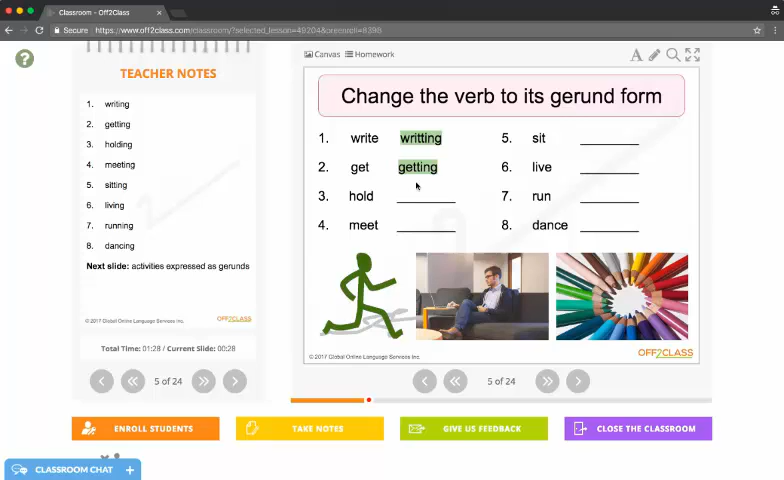 Classroom - Off2Class
Secure https://www.off2class.com/classroom/?selected_lesson=49204&preenroll=8396
TEACHER NOTES
1. writing
2. getting
3. holding
4. meeting
5. sitting
6. living
7. running
8. dancing
Next slide: activities expressed as gerunds
© 2017 Global Online Language Services Inc.
OFF2CLASS
Total Time: 01:28 / Current Slide: 00:28
5 of 24
Canvas Homework
Change the verb to its gerund form
1. write writting
2. get getting
3. hold
4. meet
5. sit
6. live
7. run
8. dance
© 2017 Global Online Language Services Inc.
OFF2CLASS
5 of 24
ENROLL STUDENTS
TAKE NOTES
GIVE US FEEDBACK
CLOSE THE CLASSROOM
CLASSROOM CHAT +